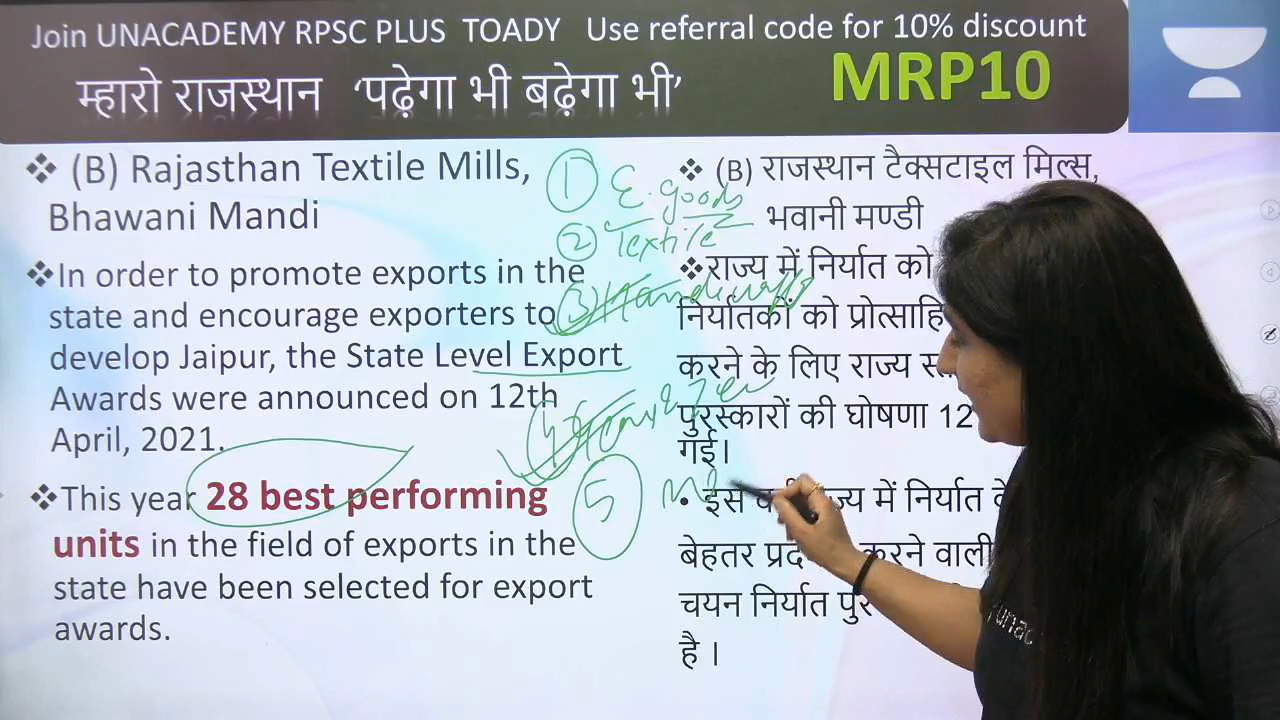 Join UNACADEMY RPSC PLUS TOADY Use referral code for 10% discount
म्हारो राजस्थान 'पढ़ेगा भी बढ़ेगा भी'
MRP10
❖ (B) Rajasthan Textile Mills,
Bhawani Mandi
❖In order to promote exports in the
state and encourage exporters to
develop Jaipur, the State Level Export
Awards were announced on 12th
April, 2021.
❖This year 28 best performing
units in the field of exports in the
state have been selected for export
awards.
① E. goods
② Textile
③
⑤
❖ (B) राजस्थान टैक्सटाइल मिल्स,
भवानी मण्डी
❖राज्य में निर्यात को
निर्यातकों को प्रोत्साहि
करने के लिए राज्य
पुरस्कारों की घोषणा 12
गई।
• इस राज्य में निर्यात
बेहतर करने वाली
चयन निर्यात
है ।
unac